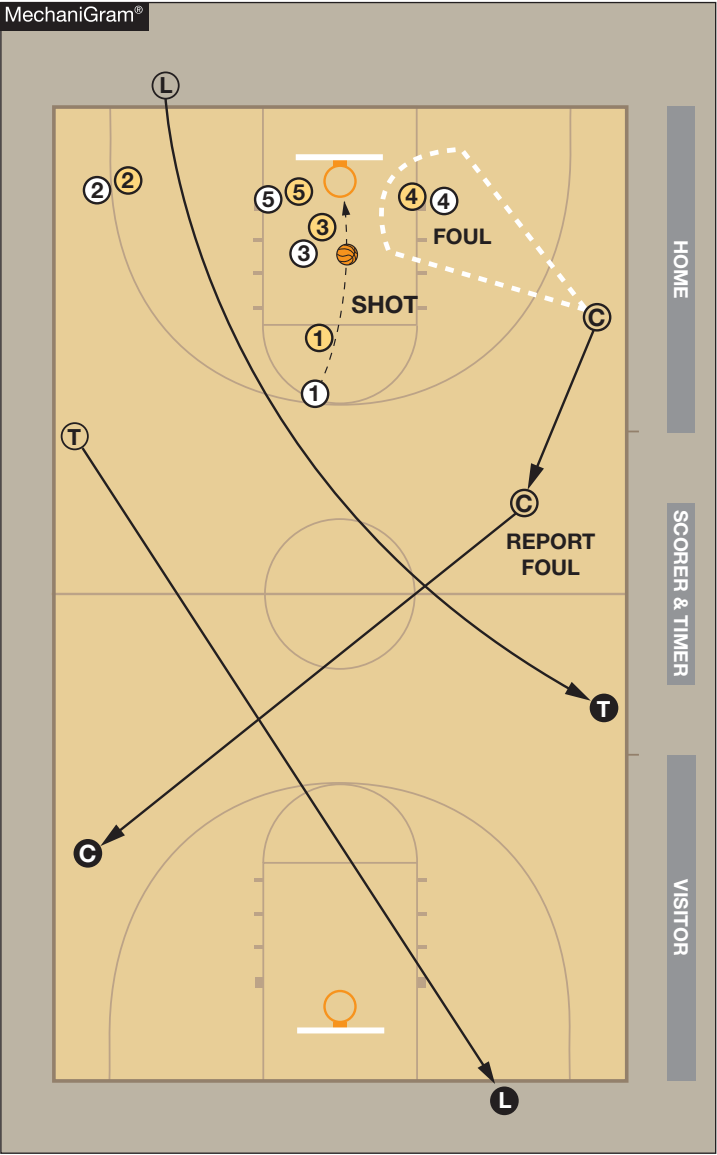 MechaniGram®
L
2
2
5
5
4
4
3
FOUL
3
HOME
SHOT
C
1
1
T
C
REPORT
FOUL
SCORER & TIMER
T
C
VISITOR
L